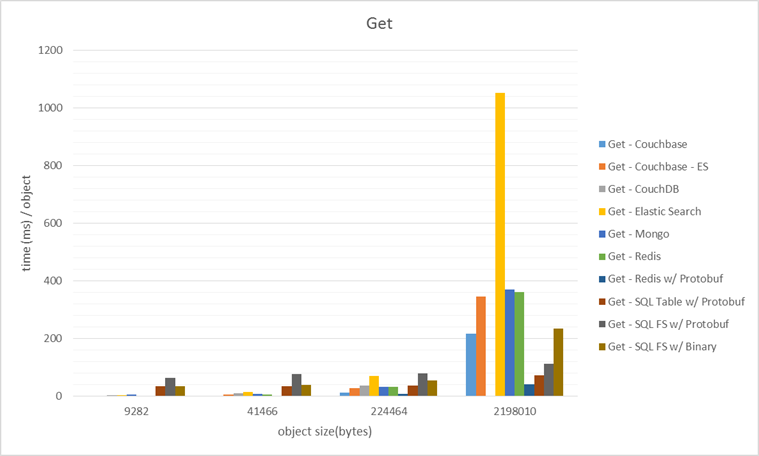 Get
1200
1000
800
600
400
200
0
time (ms) / object
9282 41466 224464 2198010
object size(bytes)
Get - Couchbase
Get - Couchbase - ES
Get - CouchDB
Get - Elastic Search
Get - Mongo
Get - Redis
Get - Redis w/ Protobuf
Get - SQL Table w/ Protobuf
Get - SQL FS w/ Protobuf
Get - SQL FS w/ Binary